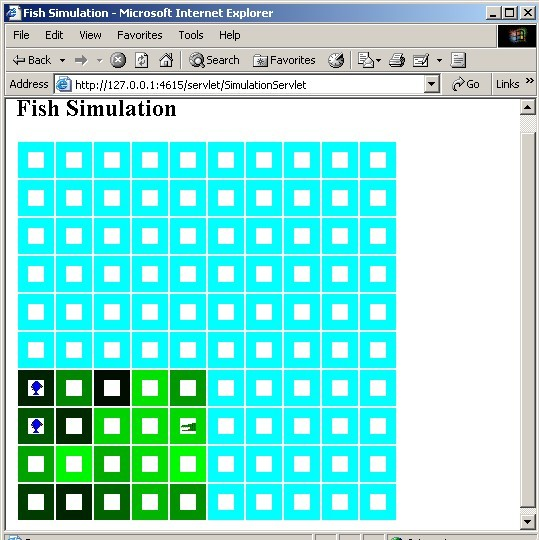 Fish Simulation - Microsoft Internet Explorer
File Edit View Favorites Tools Help
Back Search Favorites
Address http://127.0.0.1:4615/servlet/SimulationServlet Go Links »
Fish Simulation